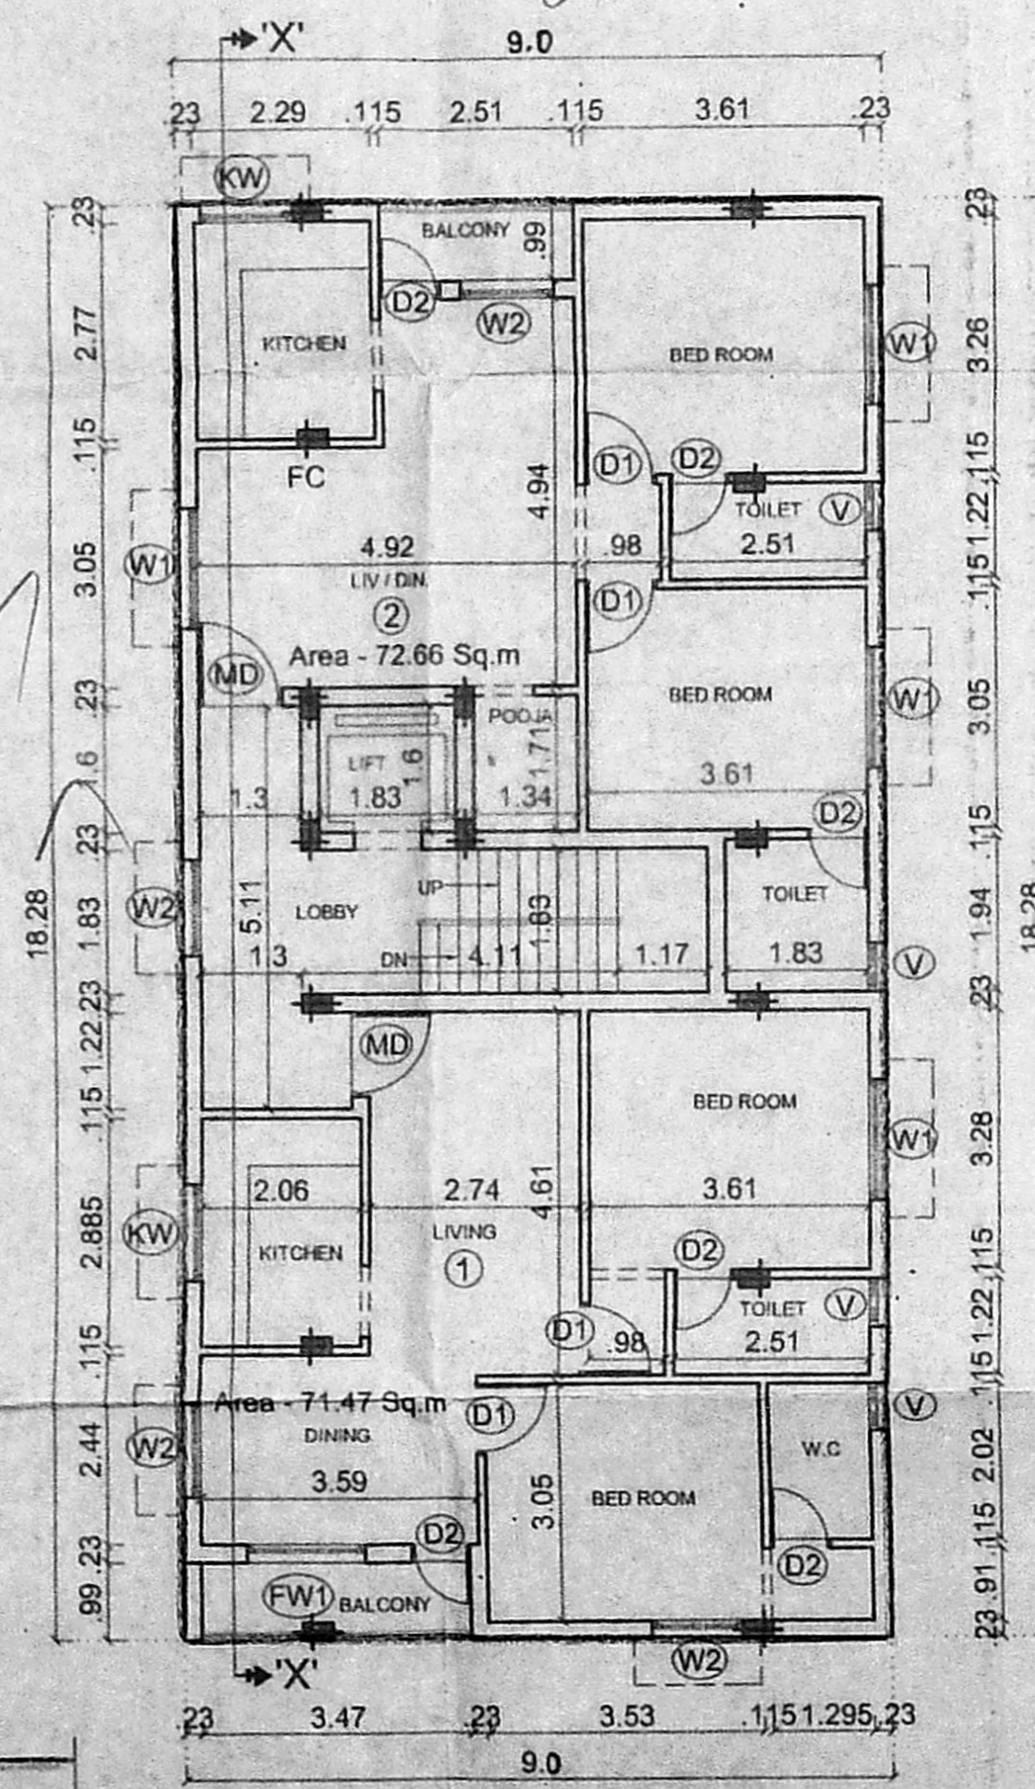 'X'
9.0
.23 2.29 .115 2.51 .115 3.61 .23
KW
.23
.23
BALCONY
.99
D2
W2
KITCHEN
2.77
BED ROOM
W1
3.26
.115
FC
D1
D2
.115
4.94
TOILET
V
1.22
4.92
.98
2.51
W1
3.05
LIV / DIN.
2
D1
.115
Area - 72.66 Sq.m
MD
BED ROOM
W1
3.05
.23
POOJA
LIFT
1.6
1.71
1.6
1.3
1.83
1.34
3.61
D2
.23
.115
UP
TOILET
W2
LOBBY
5.11
1.83
1.83
18.28
18.28
1.94
1.3
DN
4.11
1.17
1.83
V
.23
.23
MD
1.22
BED ROOM
.115
W1
3.28
2.06
2.74
4.61
3.61
KW
2.885
KITCHEN
LIVING
1
D2
.115
TOILET
V
D1
.98
2.51
1.22
.115
.115
Area - 71.47 Sq.m
D1
V
DINING
W2
2.44
W.C
2.02
3.59
3.05
BED ROOM
D2
.115
.23
D2
FW1
BALCONY
.99
.91
.23
'X'
W2
.23 3.47 .23 3.53 .115 1.295 .23
9.0